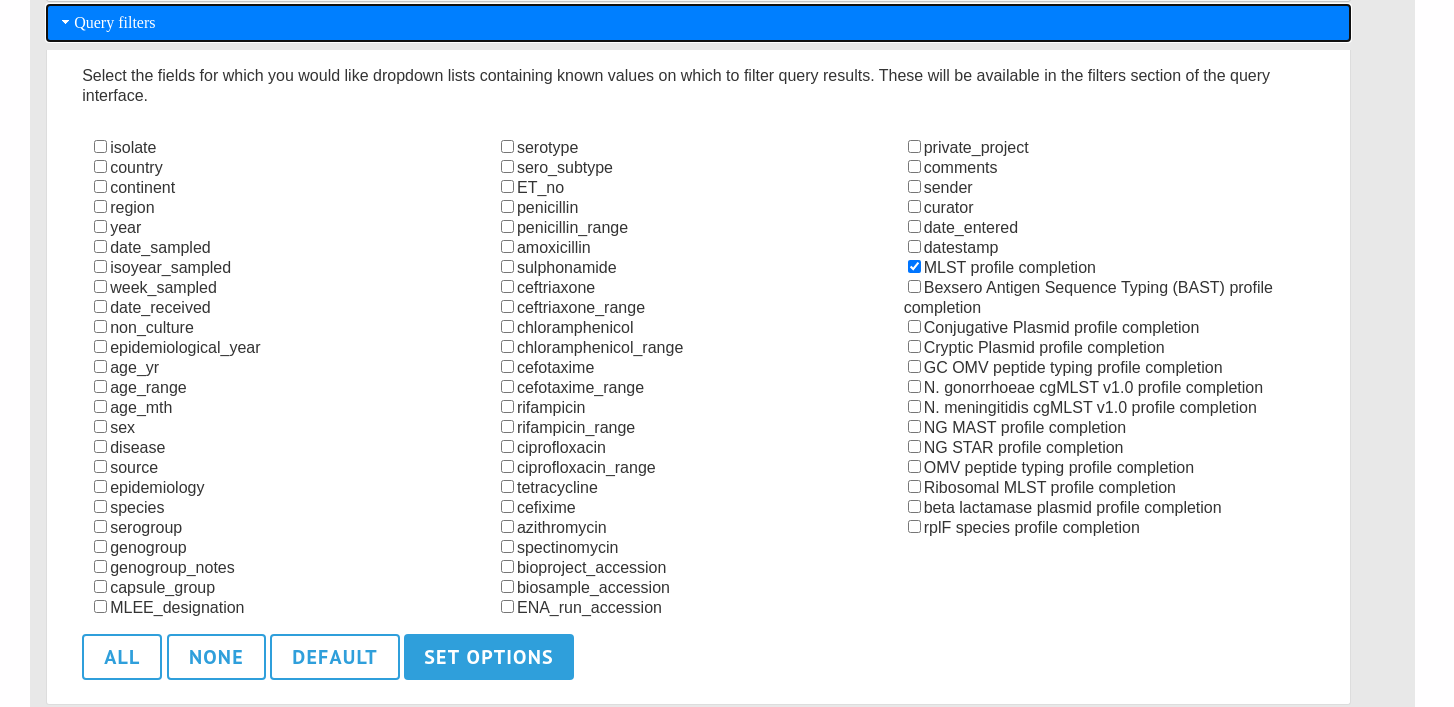 Query filters
Select the fields for which you would like dropdown lists containing known values on which to filter query results. These will be available in the filters section of the query
interface.
isolate
country
continent
region
year
date_sampled
isoyear_sampled
week_sampled
date_received
non_culture
epidemiological_year
age_yr
age_range
age_mth
sex
disease
source
epidemiology
species
serogroup
genogroup
genogroup_notes
capsule_group
MLEE_designation
serotype
sero_subtype
ET_no
penicillin
penicillin_range
amoxicillin
sulphonamide
ceftriaxone
ceftriaxone_range
chloramphenicol
chloramphenicol_range
cefotaxime
cefotaxime_range
rifampicin
rifampicin_range
ciprofloxacin
ciprofloxacin_range
tetracycline
cefixime
azithromycin
spectinomycin
bioproject_accession
biosample_accession
ENA_run_accession
private_project
comments
sender
curator
date_entered
datestamp
MLST profile completion
Bexsero Antigen Sequence Typing (BAST) profile
completion
Conjugative Plasmid profile completion
Cryptic Plasmid profile completion
GC OMV peptide typing profile completion
N. gonorrhoeae cgMLST v1.0 profile completion
N. meningitidis cgMLST v1.0 profile completion
NG MAST profile completion
NG STAR profile completion
OMV peptide typing profile completion
Ribosomal MLST profile completion
beta lactamase plasmid profile completion
rplF species profile completion
ALL NONE DEFAULT SET OPTIONS